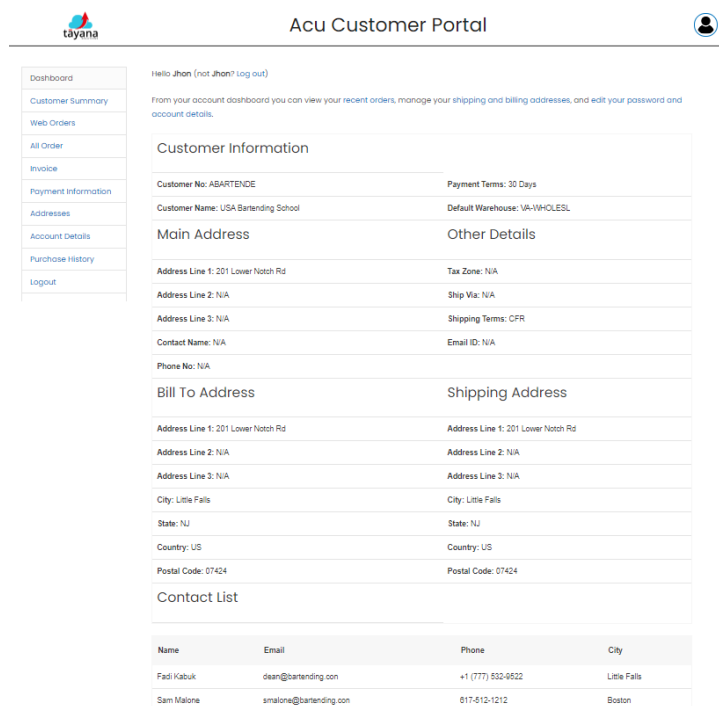 tayana
Acu Customer Portal
Dashboard
Customer Summary
Web Orders
All Order
Invoice
Payment Information
Addresses
Account Details
Purchase History
Logout
Hello Jhon (not Jhon? Log out)
From your account dashboard you can view your recent orders, manage your shipping and billing addresses, and edit your password and
account details.
Customer Information
Customer No: ABARTENDE
Payment Terms: 30 Days
Customer Name: USA Bartending School
Default Warehouse: VA-WHOLESL
Main Address
Other Details
Address Line 1: 201 Lower Notch Rd
Tax Zone: N/A
Address Line 2: N/A
Ship Via: N/A
Address Line 3: N/A
Shipping Terms: CFR
Contact Name: N/A
Email ID: N/A
Phone No: N/A
Bill To Address
Shipping Address
Address Line 1: 201 Lower Notch Rd
Address Line 1: 201 Lower Notch Rd
Address Line 2: N/A
Address Line 2: N/A
Address Line 3: N/A
Address Line 3: N/A
City: Little Falls
City: Little Falls
State: NJ
State: NJ
Country: US
Country: US
Postal Code: 07424
Postal Code: 07424
Contact List
Name Email Phone City
Fadi Kabuk dean@bartending.con +1 (777) 532-9522 Little Falls
Sam Malone smalone@bartending.con 617-512-1212 Boston